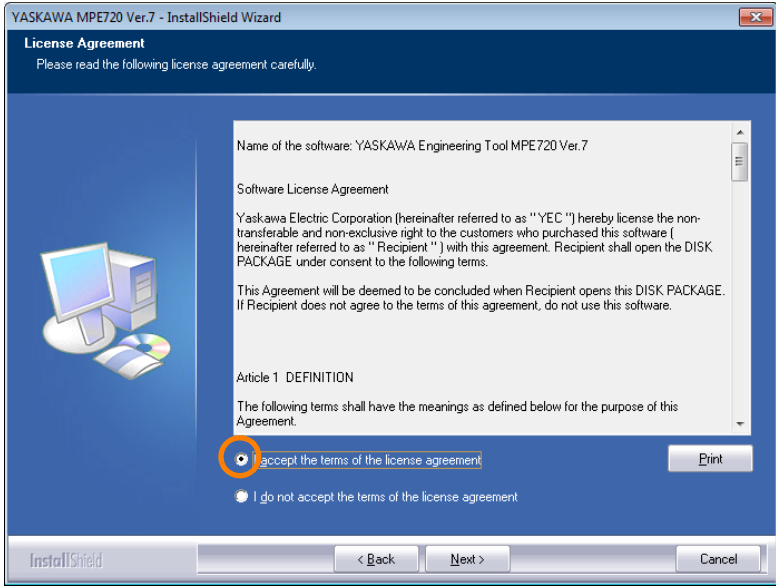 YASKAWA MPE720 Ver.7 - InstallShield Wizard
License Agreement
Please read the following license agreement carefully.
Name of the software: YASKAWA Engineering Tool MPE720 Ver.7
Software License Agreement
Yaskawa Electric Corporation (hereinafter referred to as "YEC ") hereby license the non-
transferable and non-exclusive right to the customers who purchased this software (
hereinafter referred to as " Recipient " ) with this agreement. Recipient shall open the DISK
PACKAGE under consent to the following terms.
This Agreement will be deemed to be concluded when Recipient opens this DISK PACKAGE.
If Recipient does not agree to the terms of this agreement, do not use this software.
Article 1 DEFINITION
The following terms shall have the meanings as defined below for the purpose of this
Agreement.
I accept the terms of the license agreement
Print
I do not accept the terms of the license agreement
InstallShield
< Back
Next >
Cancel